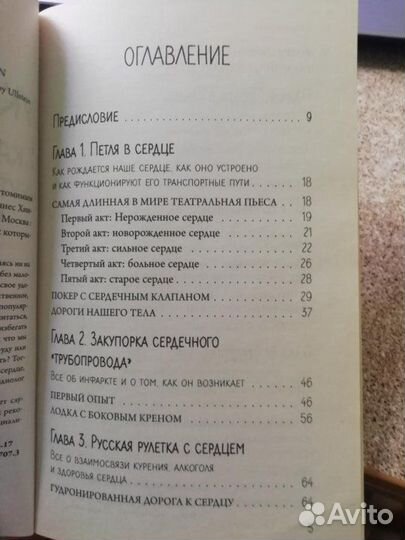 ОГЛАВЛЕНИЕ
ПРЕДИСЛОВИЕ 9
ГЛАВА 1. ПЕТЛЯ В СЕРДЦЕ
КАК РОЖДАЕТСЯ НАШЕ СЕРДЦЕ, КАК ОНО УСТРОЕНО
И КАК ФУНКЦИОНИРУЮТ ЕГО ТРАНСПОРТНЫЕ ПУТИ 18
САМАЯ ДЛИННАЯ В МИРЕ ТЕАТРАЛЬНАЯ ПЬЕСА 18
Первый акт: Нерожденное сердце 19
Второй акт: новорожденное сердце 21
Третий акт: сильное сердце 22
Четвертый акт: больное сердце 26
Пятый акт: старое сердце 28
ПОКЕР С СЕРДЕЧНЫМ КЛАПАНОМ 29
ДОРОГИ НАШЕГО ТЕЛА 37
ГЛАВА 2. ЗАКУПОРКА СЕРДЕЧНОГО
«ТРУБОПРОВОДА»
ВСЕ ОБ ИНФАРКТЕ И О ТОМ, КАК ОН ВОЗНИКАЕТ 46
ПЕРВЫЙ ОПЫТ 46
ЛОДКА С БОКОВЫМ КРЕНОМ 56
ГЛАВА 3. РУССКАЯ РУЛЕТКА С СЕРДЦЕМ
ВСЕ О ВЗАИМОСВЯЗИ КУРЕНИЯ, АЛКОГОЛЯ
И ЗДОРОВЬЯ СЕРДЦА 64
ГУДРОНИРОВАННАЯ ДОРОГА К СЕРДЦУ 64
5
Avito